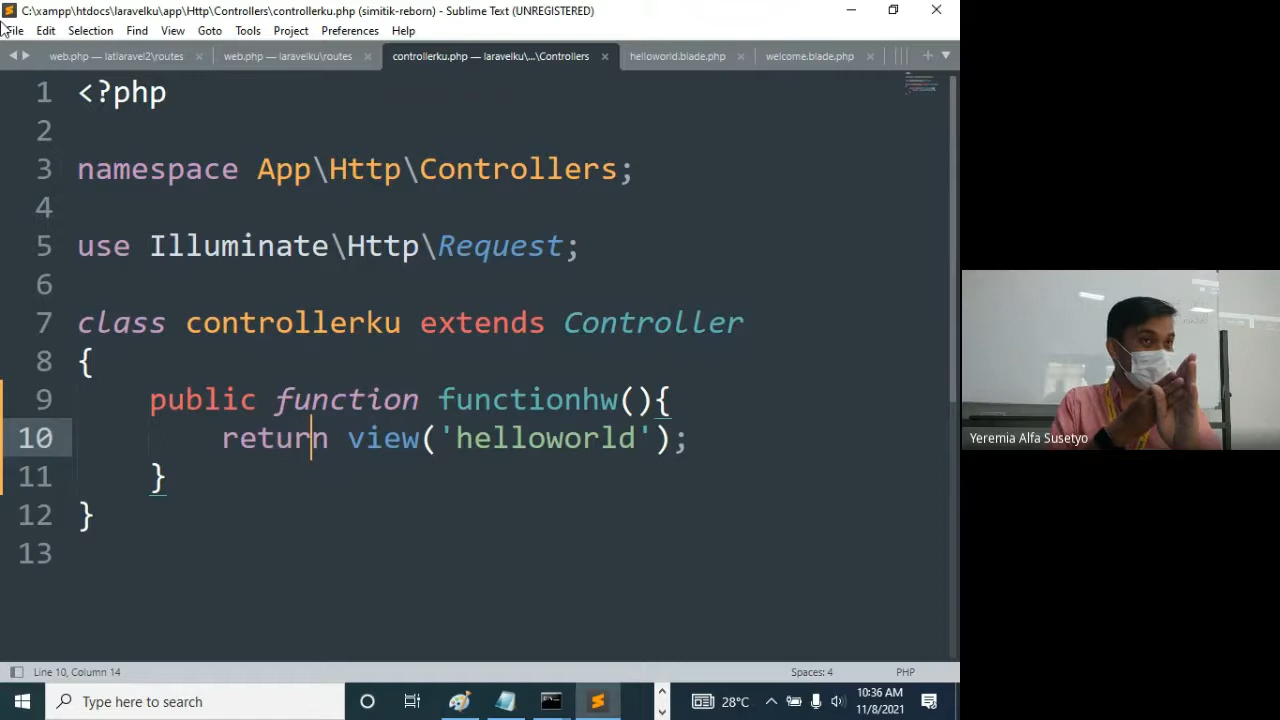 C:\xampp\htdocs\laravelku\app\Http\Controllers\controllerku.php (simitik-reborn) - Sublime Text (UNREGISTERED)
File Edit Selection Find View Goto Tools Project Preferences Help
web.php — latlaravel2\routes web.php — laravelku\routes controllerku.php — laravelku\...\Controllers helloworld.blade.php welcome.blade.php
1 <?php
2
3 namespace App\Http\Controllers;
4
5 use Illuminate\Http\Request;
6
7 class controllerku extends Controller
8 {
9 public function functionhw(){
10 return view('helloworld');
11 }
12 }
13
Yeremia Alfa Susetyo
Line 10, Column 14 Spaces: 4 PHP
Type here to search 28°C 10:36 AM
11/8/2021